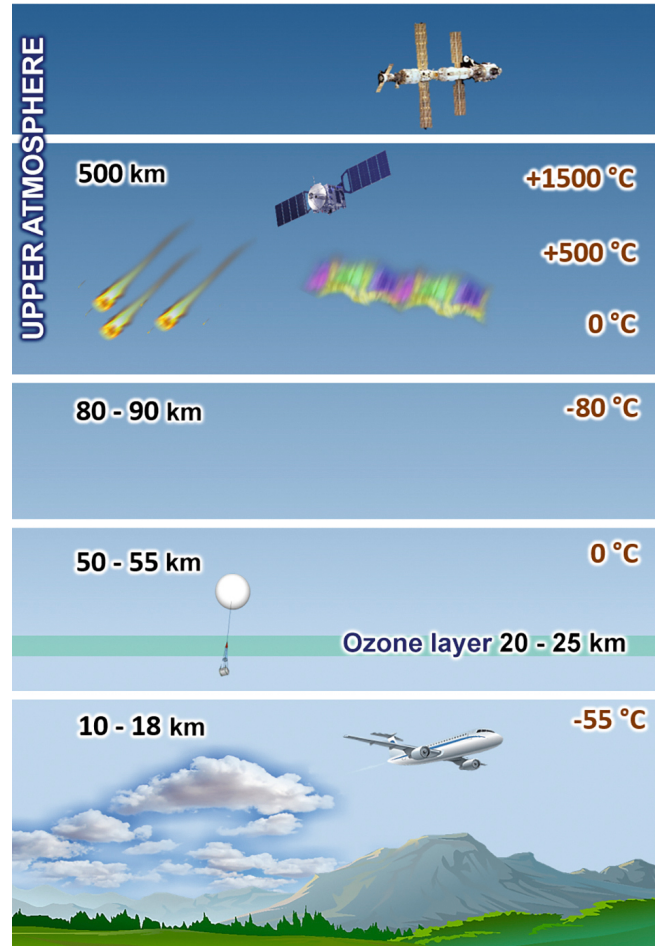 UPPER ATMOSPHERE
500 km
+1500 °C
+500 °C
0 °C
80 - 90 km
-80 °C
50 - 55 km
0 °C
Ozone layer 20 - 25 km
10 - 18 km
-55 °C